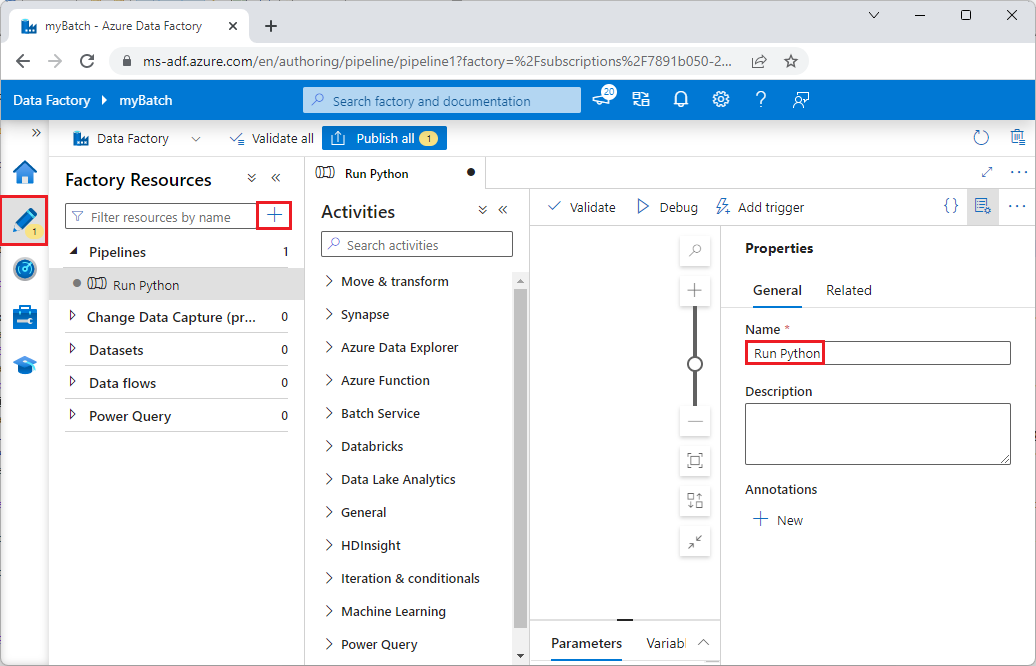 myBatch - Azure Data Factory
ms-adf.azure.com/en/authoring/pipeline/pipeline1?factory=%2Fsubscriptions%2F7891b050-2...
Data Factory myBatch Search factory and documentation 20
Data Factory Validate all Publish all 1
Factory Resources
Filter resources by name
1
Pipelines 1
Run Python
Change Data Capture (pr... 0
Datasets 0
Data flows 0
Power Query 0
Run Python
Activities
Search activities
Move & transform
Synapse
Azure Data Explorer
Azure Function
Batch Service
Databricks
Data Lake Analytics
General
HDInsight
Iteration & conditionals
Machine Learning
Power Query
Validate Debug Add trigger
Parameters Variabl
Properties
General Related
Name *
Run Python
Description
Annotations
New